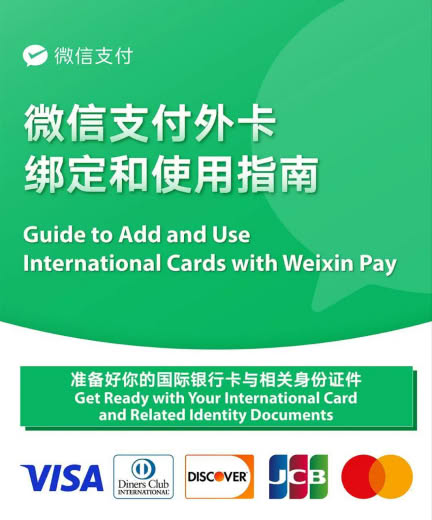 微信支付
微信支付外卡
绑定和使用指南
Guide to Add and Use
International Cards with Weixin Pay
准备好你的国际银行卡与相关身份证件
Get Ready with Your International Card
and Related Identity Documents
VISA
Diners Club
INTERNATIONAL
DISCOVER
JCB